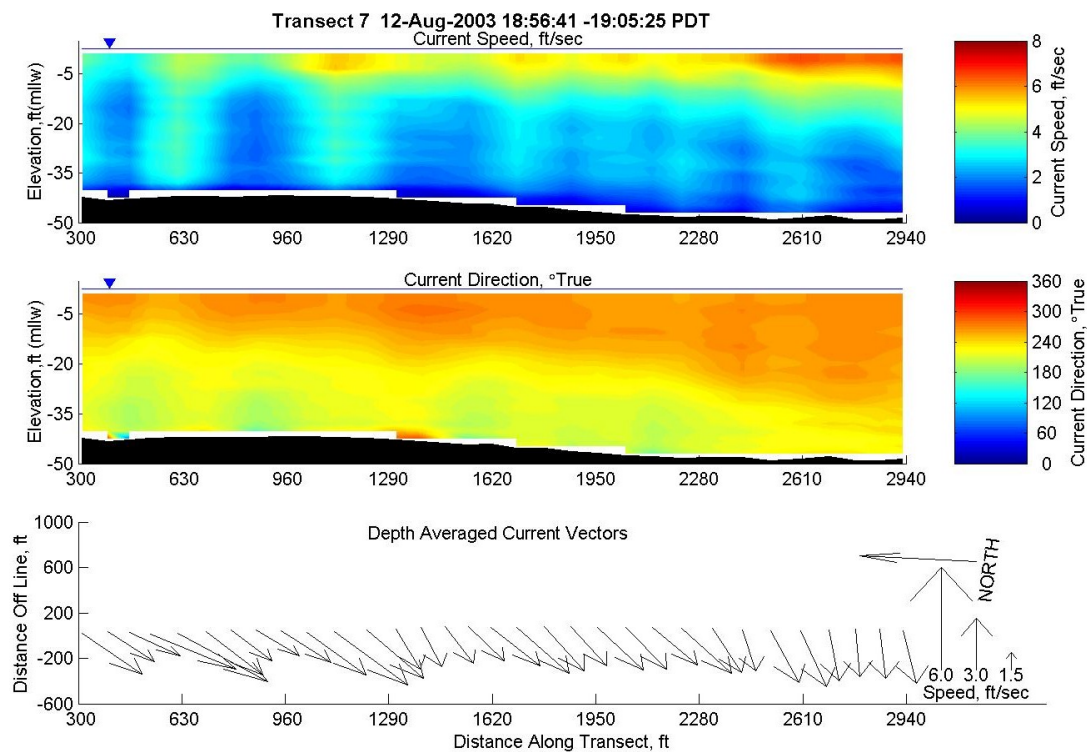 Transect 7  12-Aug-2003 18:56:41 -19:05:25 PDT
Current Speed, ft/sec
Elevation,ft(mllw)
-5
-20
-35
-50
300 630 960 1290 1620 1950 2280 2610 2940
8
6
4
2
0
Current Speed, ft/sec
Current Direction, °True
Elevation,ft (mllw)
-5
-20
-35
-50
300 630 960 1290 1620 1950 2280 2610 2940
360
300
240
180
120
60
0
Current Direction,°True
Depth Averaged Current Vectors
Distance Off Line, ft
1000
600
200
-200
-600
NORTH
6.0 3.0 1.5
Speed, ft/sec
300 630 960 1290 1620 1950 2280 2610 2940
Distance Along Transect, ft